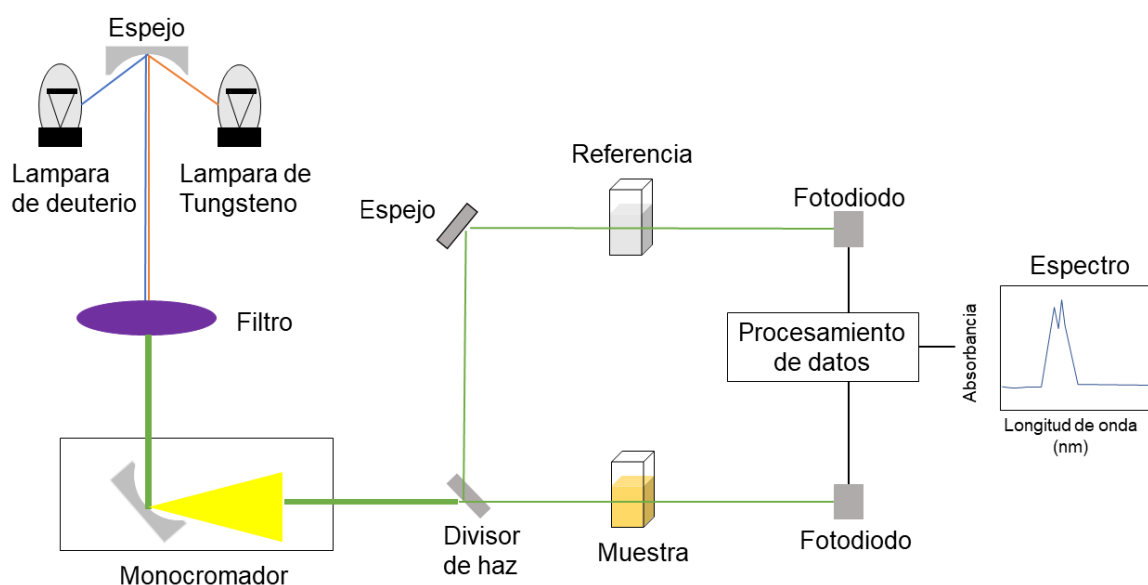 Espejo
Lampara
de deuterio
Lampara de
Tungsteno
Filtro
Monocromador
Espejo
Referencia
Fotodiodo
Procesamiento
de datos
Divisor
de haz
Muestra
Fotodiodo
Espectro
Absorbancia
Longitud de onda
(nm)